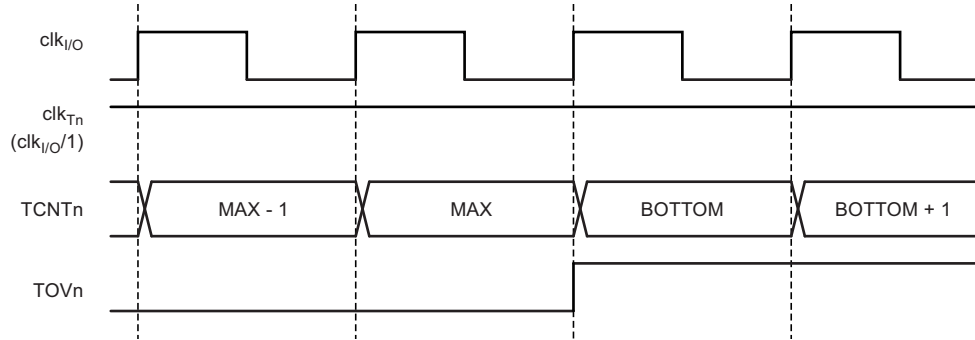 clkI/O
clkTn
(clkI/O/1)
TCNTn MAX - 1 MAX BOTTOM BOTTOM + 1
TOVn